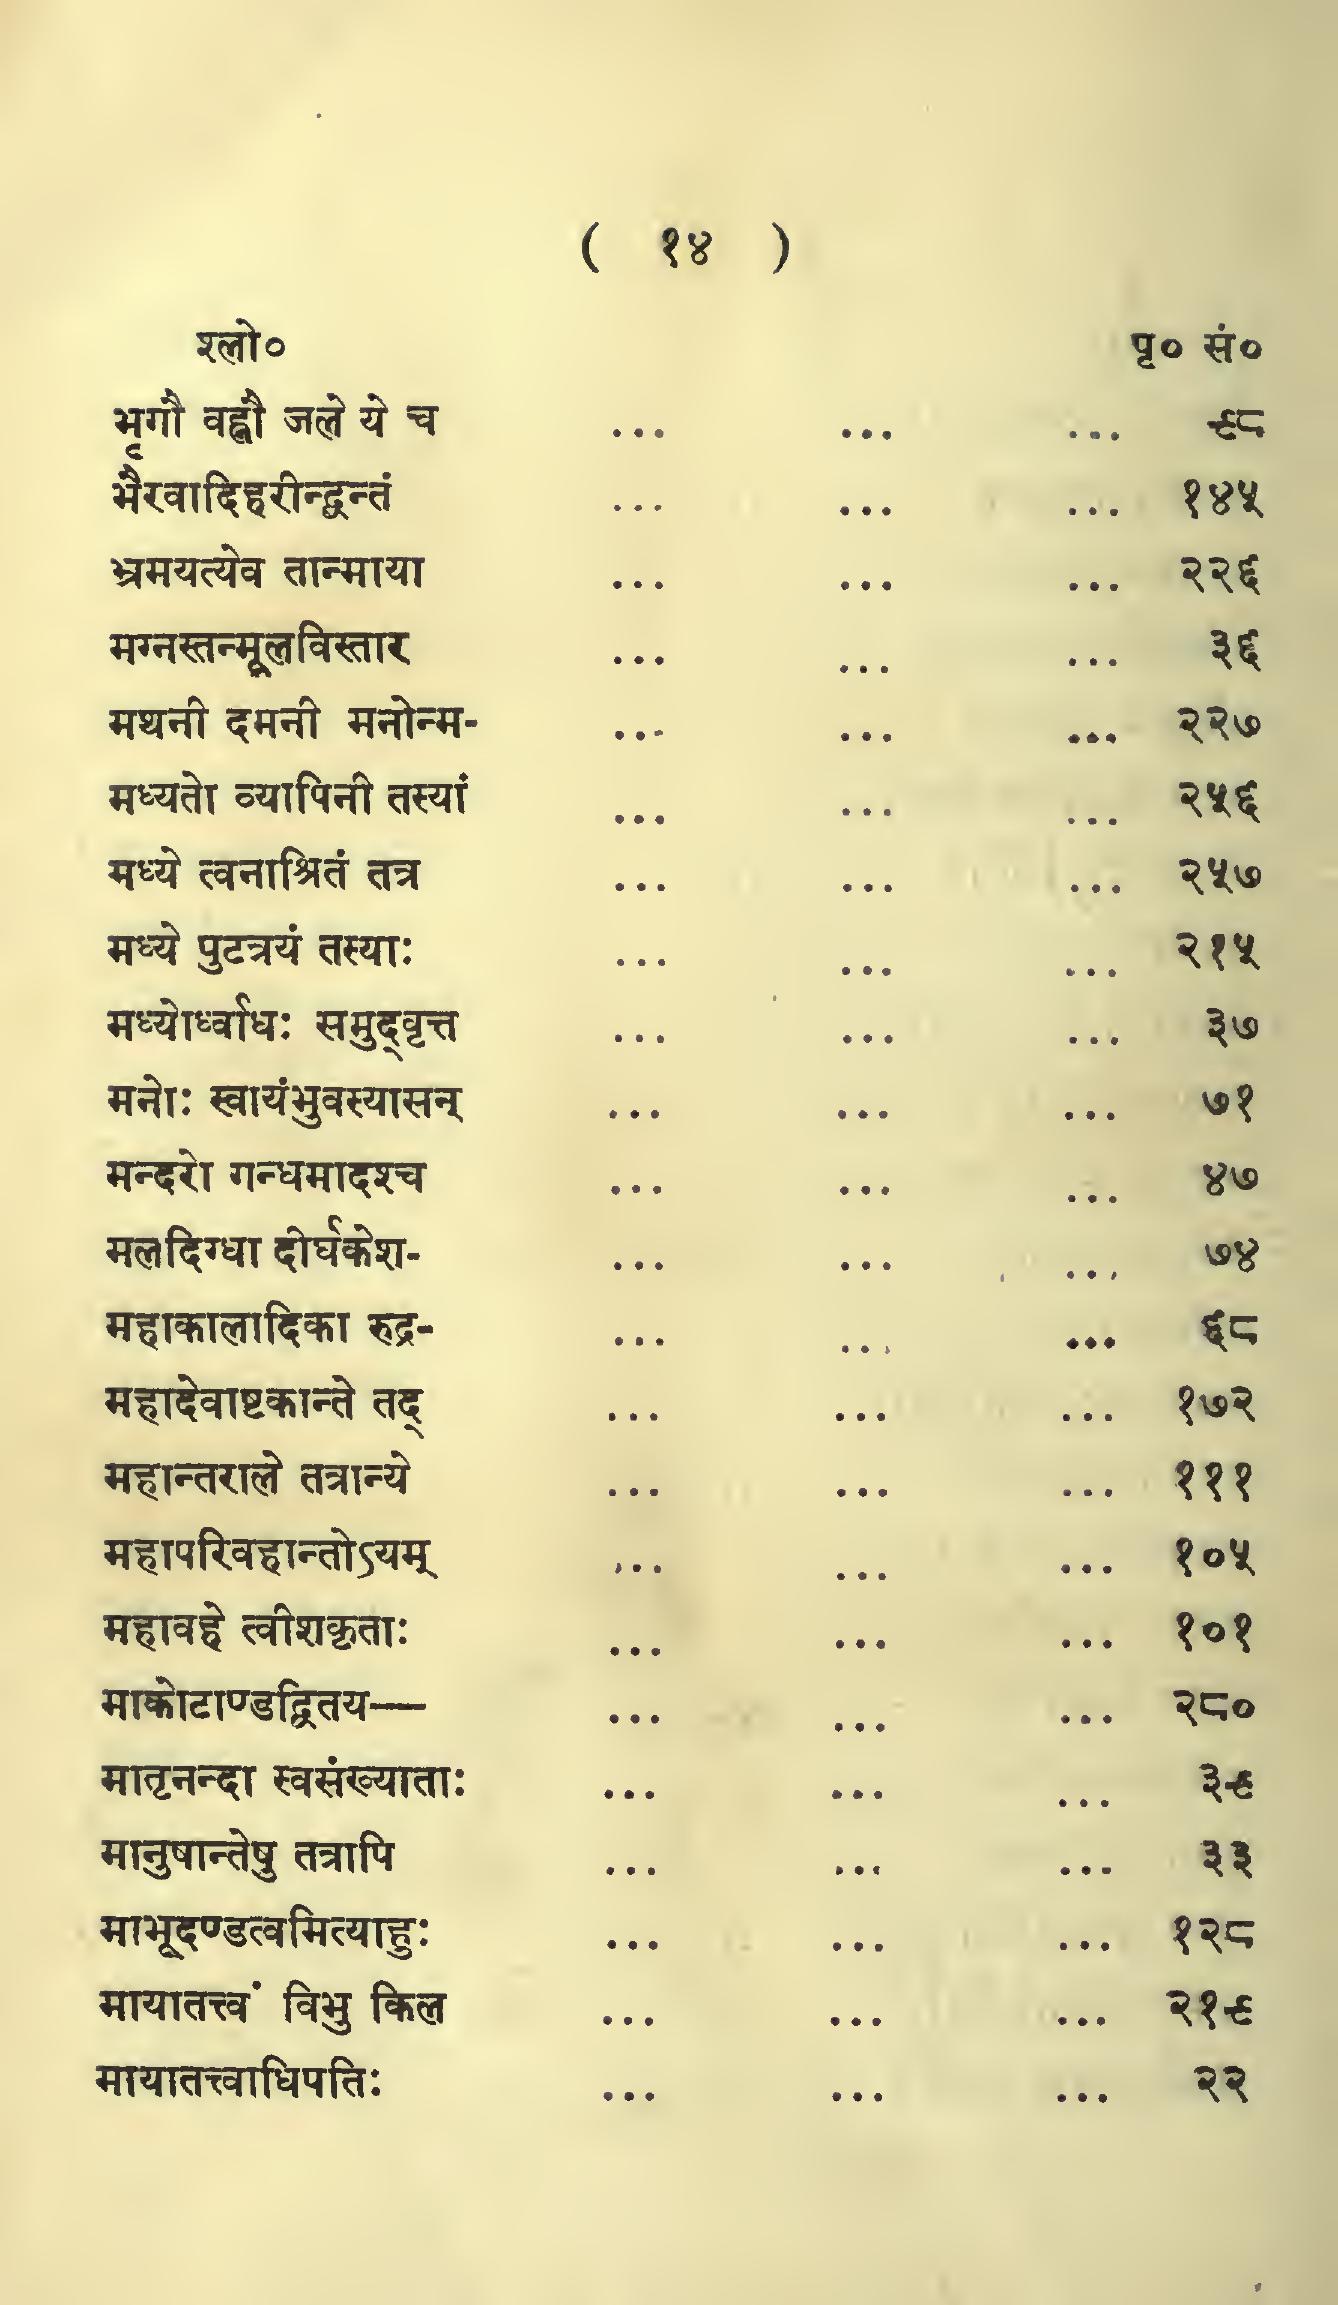 ( १४ )
श्लो० पृ० सं०
भृगौ वह्नौ जले ये च ... ... ... ९८
भैरवादिहरीन्द्वन्तं ... ... ... १४५
भ्रमयत्येव तान्माया ... ... ... २२६
मग्नस्तन्मूलविस्तार ... ... ... ३६
मथनी दमनी मनोन्म- ... ... ... २२७
मध्यतो व्यापिनी तस्यां ... ... ... २५६
मध्ये त्वनाश्रितं तत्र ... ... ... २५७
मध्ये पुटत्रयं तस्याः ... ... ... २१५
मध्योर्ध्वाधः समुद्वृत्त ... ... ... ३७
मनोः स्वायंभुवस्यासन् ... ... ... ७१
मन्दरो गन्धमादश्च ... ... ... ४७
मलदिग्धा दीर्घकेश- ... ... ... ७४
महाकालादिका रुद्र- ... ... ... ६८
महादेवाष्टकान्ते तद् ... ... ... १७२
महान्तराले तत्रान्ये ... ... ... १११
महापरिवहान्तोऽयम् ... ... ... १०५
महावहे त्वीशकृताः ... ... ... १०१
माकोटाण्डद्वितय— ... ... ... २८०
मातृनन्दा स्वसंख्याताः ... ... ... ३९
मानुषान्तेषु तत्रापि ... ... ... ३३
माभूदण्डत्वमित्याहुः ... ... ... १२८
मायातत्त्वं विभु किल ... ... ... २१९
मायातत्त्वाधिपतिः ... ... ... २२